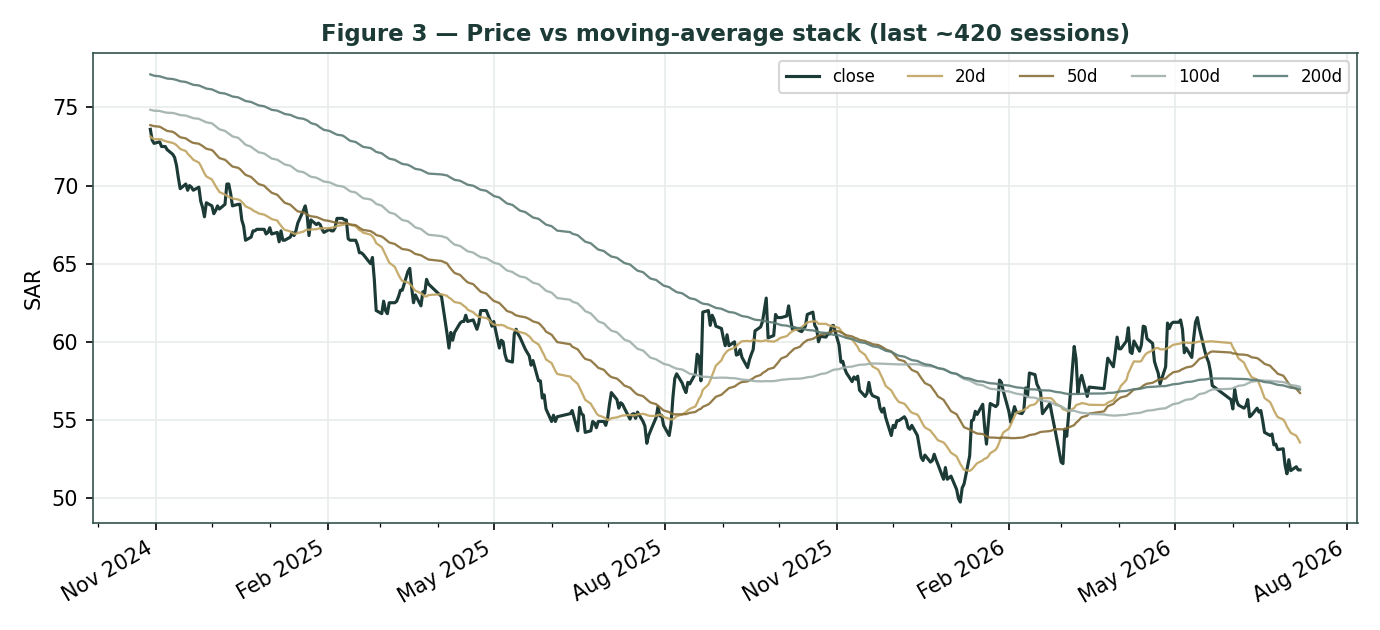 Figure 3 — Price vs moving-average stack (last ~420 sessions)
close 20d 50d 100d 200d
75
70
65
60
55
50
SAR
Nov 2024 Feb 2025 May 2025 Aug 2025 Nov 2025 Feb 2026 May 2026 Aug 2026